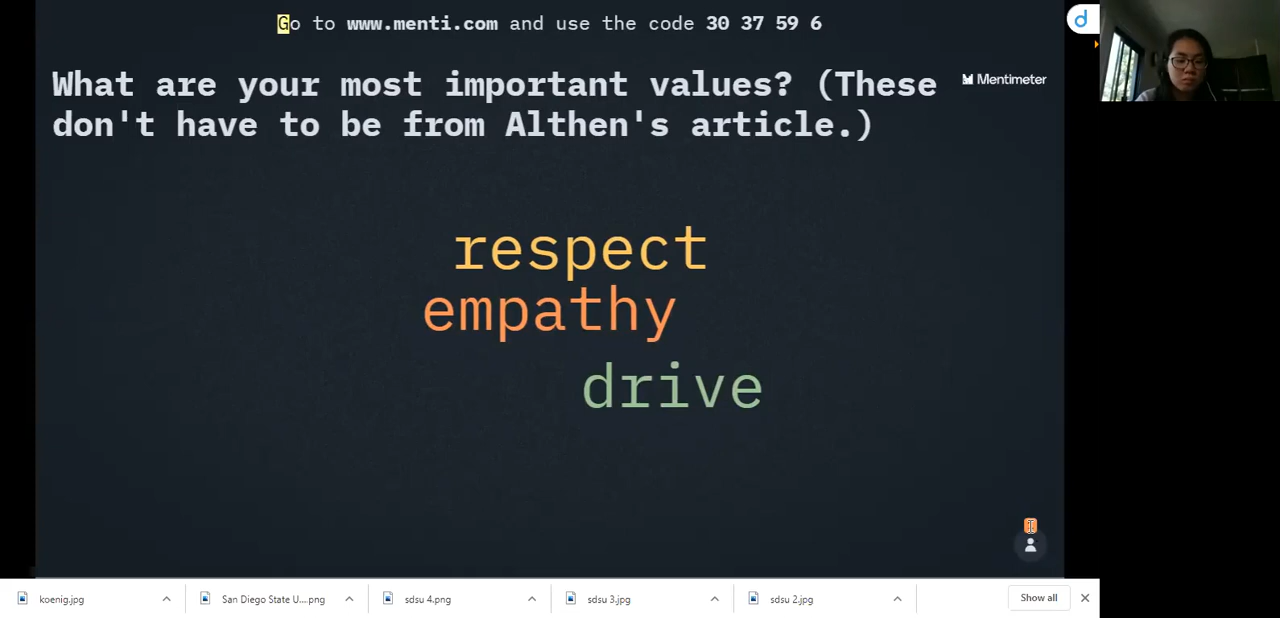 Go to www.menti.com and use the code 30 37 59 6
What are your most important values? (These
don't have to be from Althen's article.)
Mentimeter
respect
empathy
drive
koenig.jpg
San Diego State U....png
sdsu 4.png
sdsu 3.jpg
sdsu 2.jpg
Show all